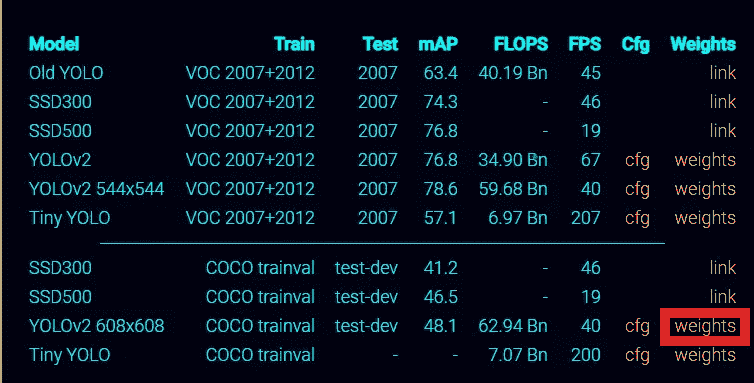 Model Train Test mAP FLOPS FPS Cfg Weights
Old YOLO VOC 2007+2012 2007 63.4 40.19 Bn 45 link
SSD300 VOC 2007+2012 2007 74.3 - 46 link
SSD500 VOC 2007+2012 2007 76.8 - 19 link
YOLOv2 VOC 2007+2012 2007 76.8 34.90 Bn 67 cfg weights
YOLOv2 544x544 VOC 2007+2012 2007 78.6 59.68 Bn 40 cfg weights
Tiny YOLO VOC 2007+2012 2007 57.1 6.97 Bn 207 cfg weights
SSD300 COCO trainval test-dev 41.2 - 46 link
SSD500 COCO trainval test-dev 46.5 - 19 link
YOLOv2 608x608 COCO trainval test-dev 48.1 62.94 Bn 40 cfg weights
Tiny YOLO COCO trainval - - 7.07 Bn 200 cfg weights